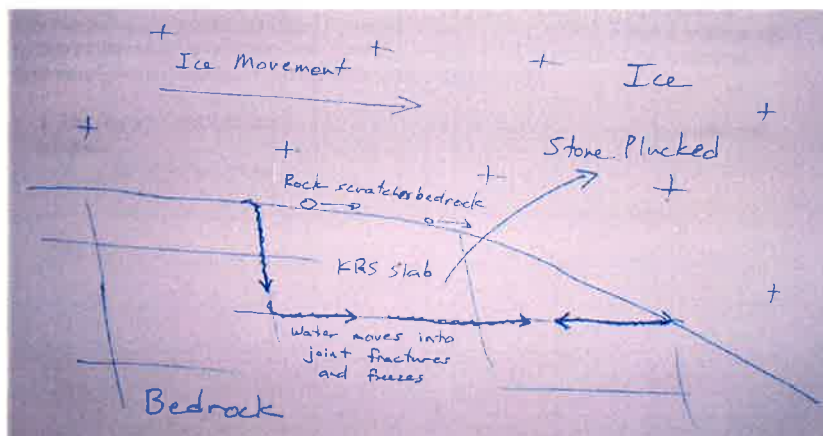 Ice Movement
Ice
Stone Plucked
Rock scratches bedrock
KRS slab
Water moves into
joint fractures
and freezes
Bedrock